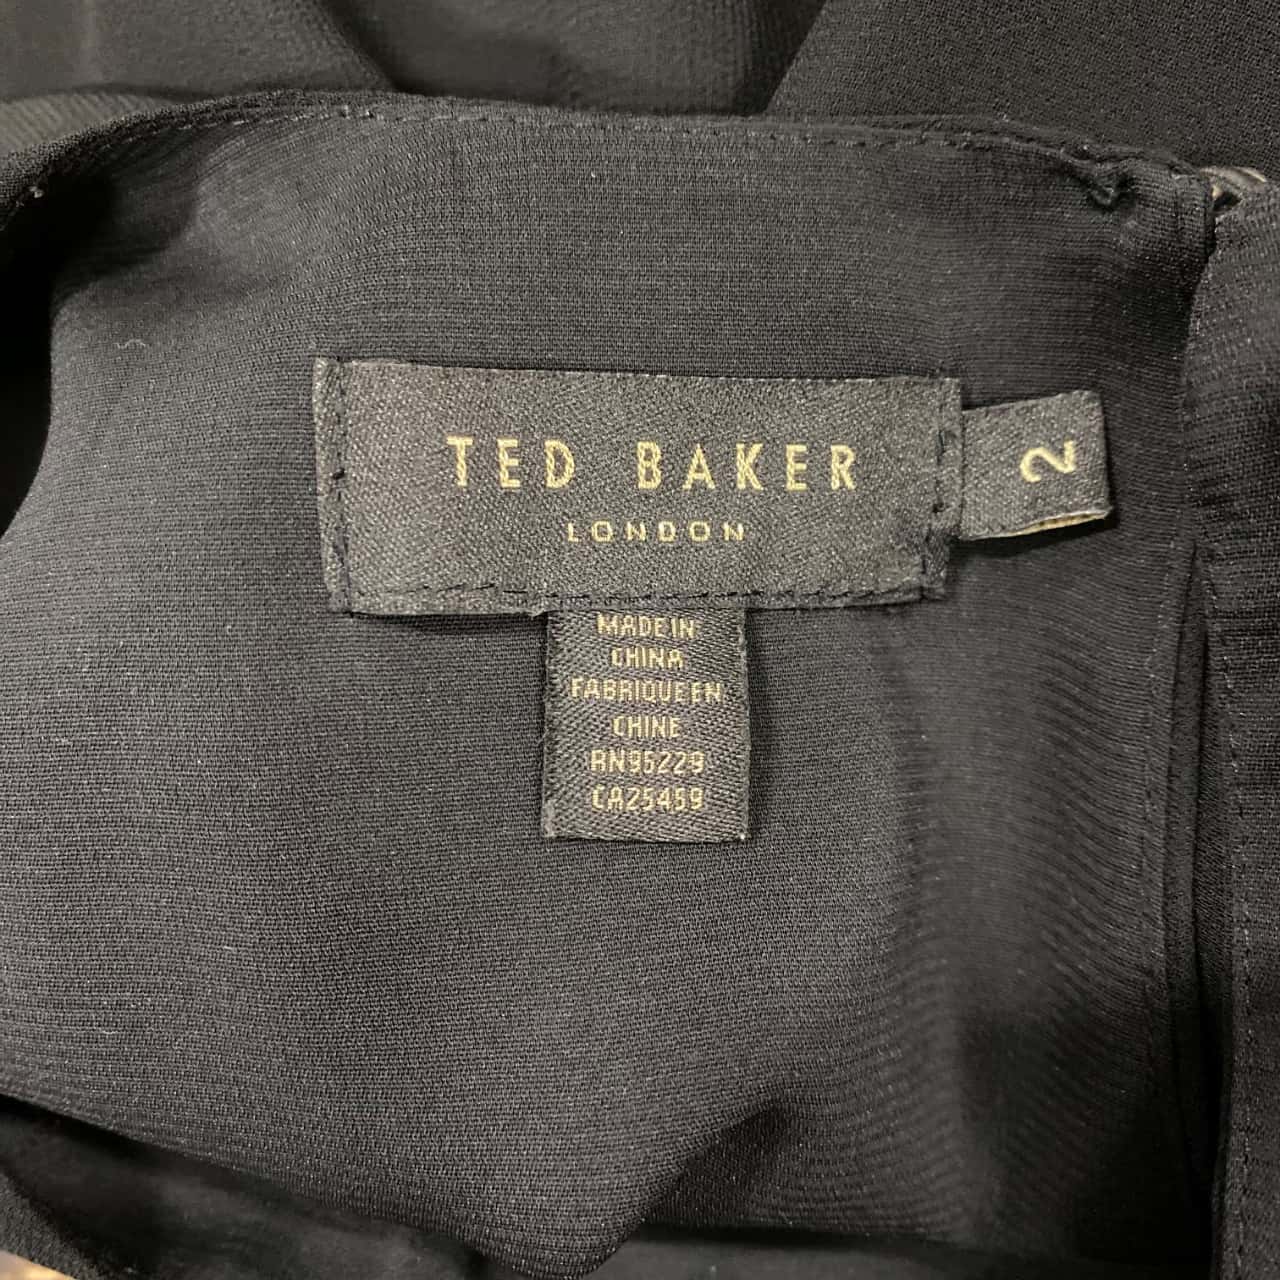 TED BAKER
LONDON
2
MADE IN
CHINA
FABRIQUE EN
CHINE
RN95229
CA25459